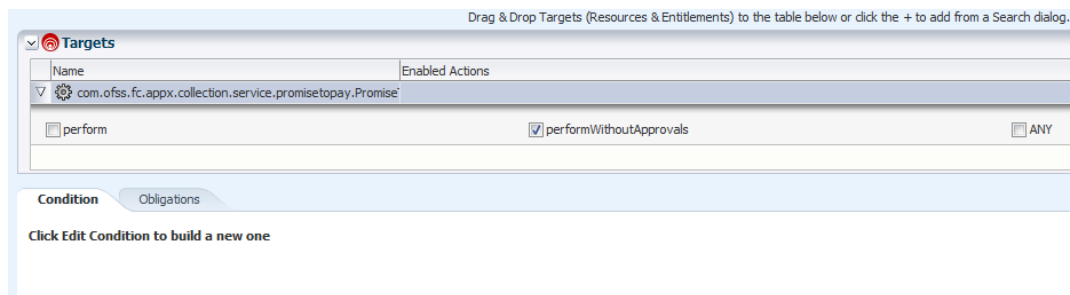 Drag & Drop Targets (Resources & Entitlements) to the table below or click the + to add from a Search dialog.
Targets
Name Enabled Actions
com.ofss.fc.appx.collection.service.promisetopay.Promise
perform performWithoutApprovals ANY
Condition Obligations
Click Edit Condition to build a new one